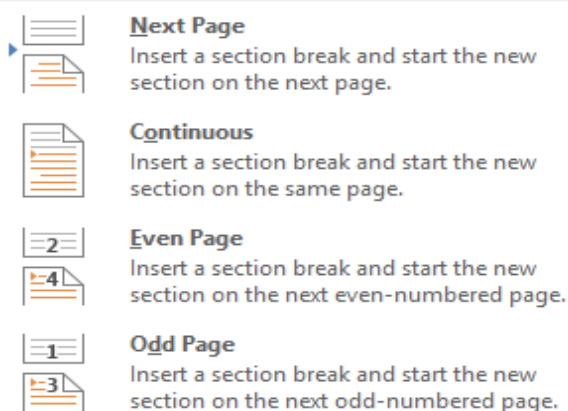 Next Page
Insert a section break and start the new
section on the next page.
Continuous
Insert a section break and start the new
section on the same page.
2
Even Page
4
Insert a section break and start the new
section on the next even-numbered page.
1
Odd Page
3
Insert a section break and start the new
section on the next odd-numbered page.